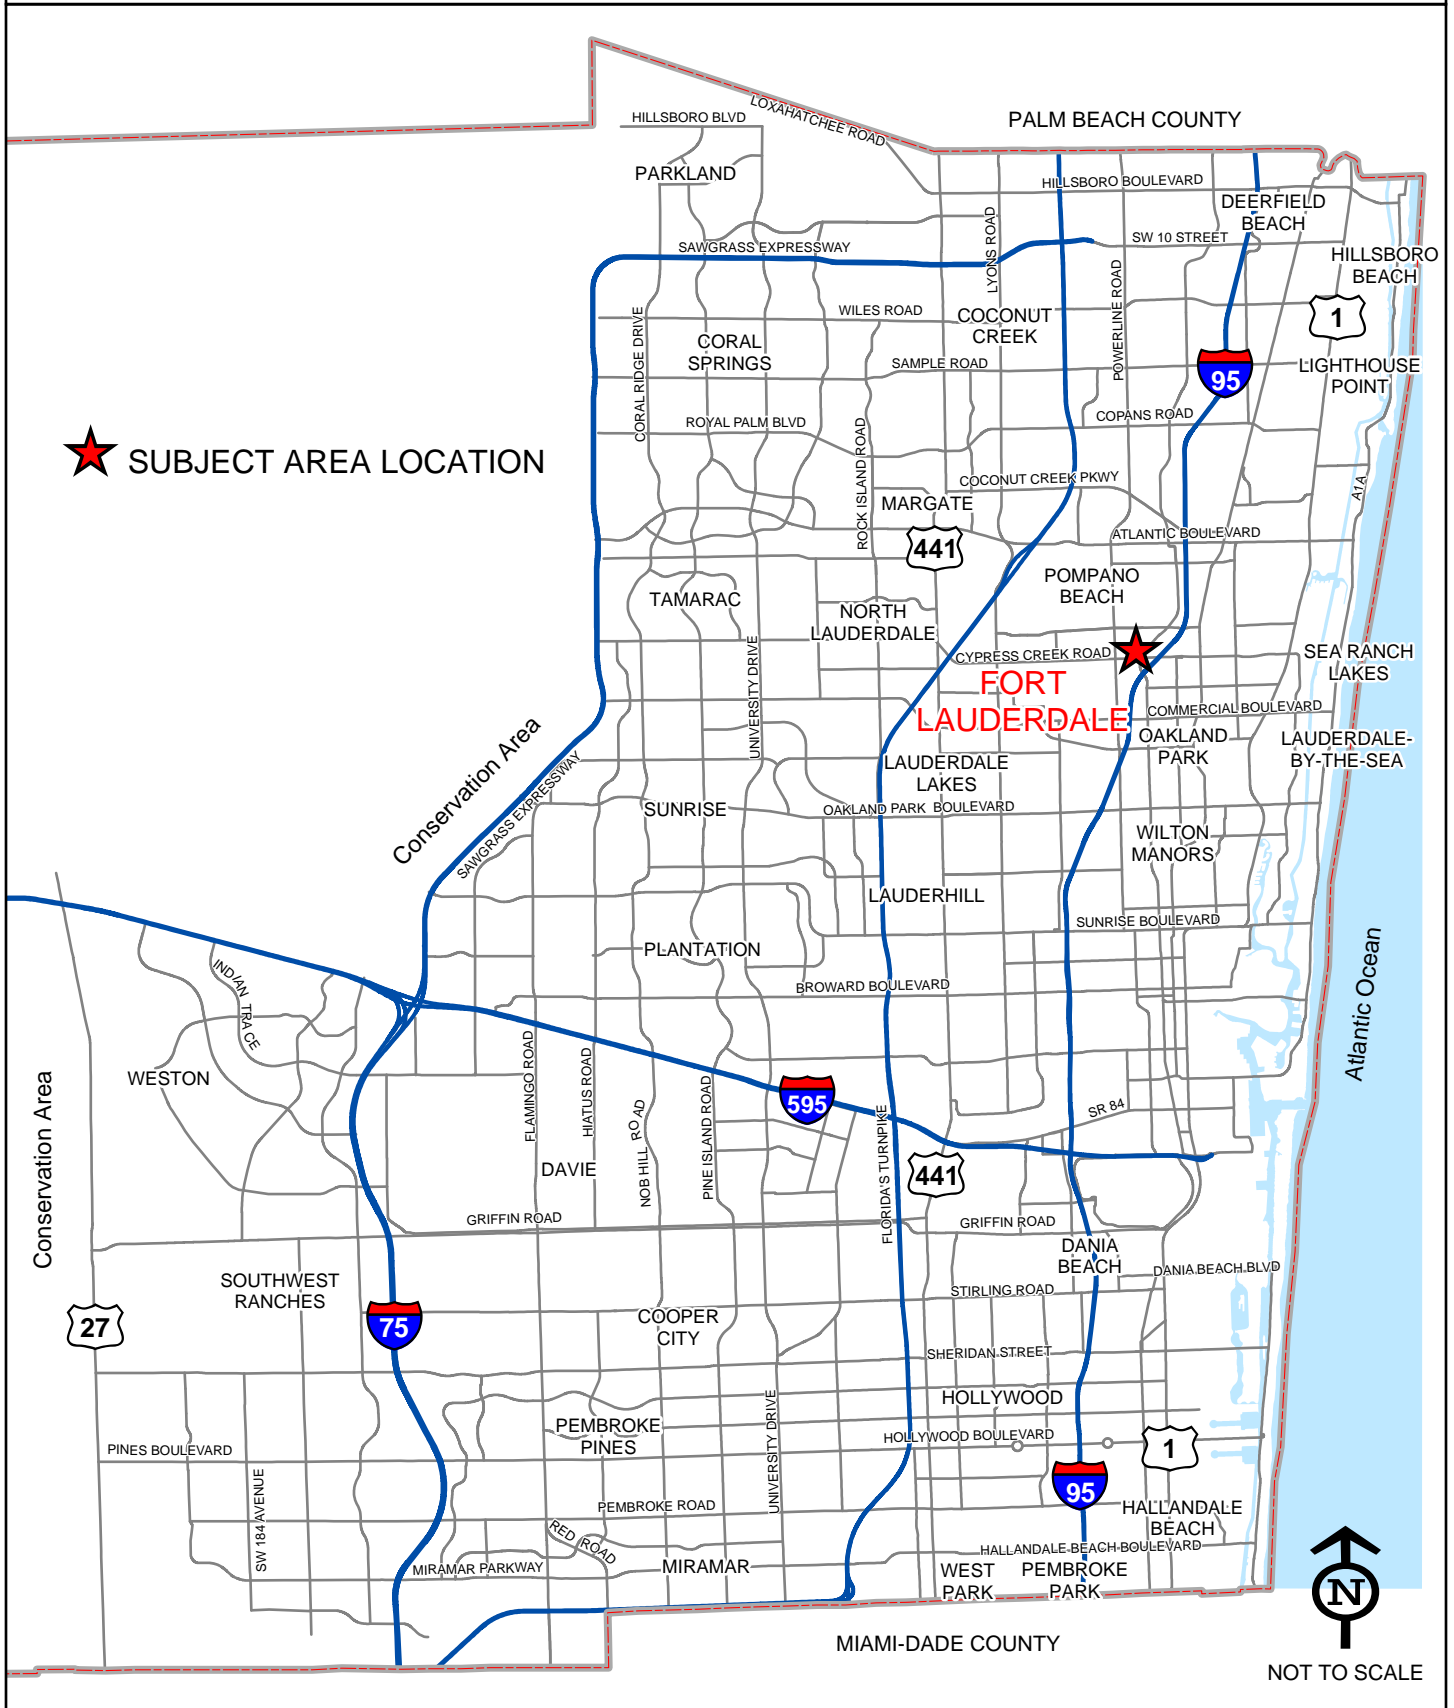 LOXAHATCHEE ROAD
HILLSBORO BLVD
PALM BEACH COUNTY
PARKLAND
HILLSBORO BOULEVARD
DEERFIELD
BEACH
LYONS ROAD
SW 10 STREET
SAWGRASS EXPRESSWAY
HILLSBORO
BEACH
POWERLINE ROAD
CORAL RIDGE DRIVE
WILES ROAD
COCONUT
CREEK
1
CORAL
SPRINGS
SAMPLE ROAD
95
LIGHTHOUSE
POINT
ROYAL PALM BLVD
COPANS ROAD
SUBJECT AREA LOCATION
ROCK ISLAND ROAD
COCONUT CREEK PKWY
A1A
MARGATE
ATLANTIC BOULEVARD
441
POMPANO
BEACH
TAMARAC
NORTH
LAUDERDALE
UNIVERSITY DRIVE
CYPRESS CREEK ROAD
SEA RANCH
LAKES
FORT
LAUDERDALE
COMMERCIAL BOULEVARD
OAKLAND
PARK
LAUDERDALE-
BY-THE-SEA
Conservation Area
SAWGRASS EXPRESSWAY
LAUDERDALE
LAKES
SUNRISE
OAKLAND PARK BOULEVARD
WILTON
MANORS
LAUDERHILL
SUNRISE BOULEVARD
PLANTATION
Atlantic Ocean
INDIAN TRACE
BROWARD BOULEVARD
WESTON
FLAMINGO ROAD
HIATUS ROAD
NOB HILL ROAD
PINE ISLAND ROAD
595
FLORIDA'S TURNPIKE
SR 84
Conservation Area
DAVIE
441
GRIFFIN ROAD
GRIFFIN ROAD
DANIA
BEACH
DANIA BEACH BLVD
SOUTHWEST
RANCHES
STIRLING ROAD
27
75
COOPER
CITY
SHERIDAN STREET
HOLLYWOOD
UNIVERSITY DRIVE
PEMBROKE
PINES
HOLLYWOOD BOULEVARD
1
PINES BOULEVARD
SW 184 AVENUE
95
PEMBROKE ROAD
HALLANDALE
BEACH
RED ROAD
HALLANDALE BEACH BOULEVARD
MIRAMAR PARKWAY
MIRAMAR
WEST
PARK
PEMBROKE
PARK
N
MIAMI-DADE COUNTY
NOT TO SCALE